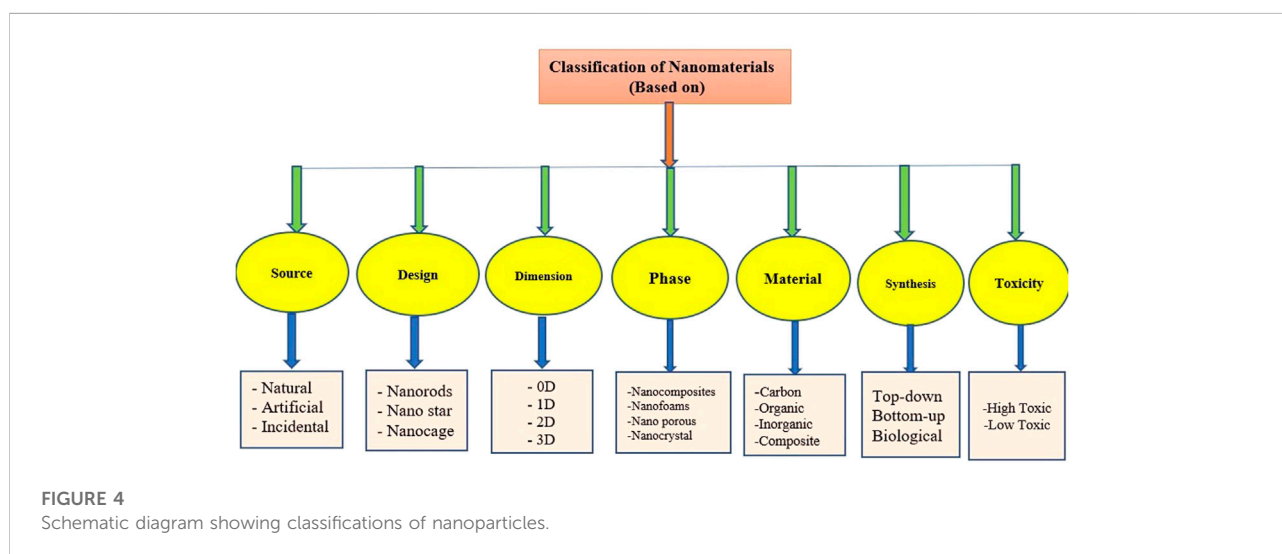 Classification of Nanomaterials
(Based on)
Source
Design
Dimension
Phase
Material
Synthesis
Toxicity
- Natural
- Artificial
- Incidental
- Nanorods
- Nano star
- Nanocage
- 0D
- 1D
- 2D
- 3D
-Nanocomposites
-Nanofoams
-Nano porous
-Nanocrystal
-Carbon
-Organic
-Inorganic
-Composite
Top-down
Bottom-up
Biological
-High Toxic
-Low Toxic
FIGURE 4
Schematic diagram showing classifications of nanoparticles.